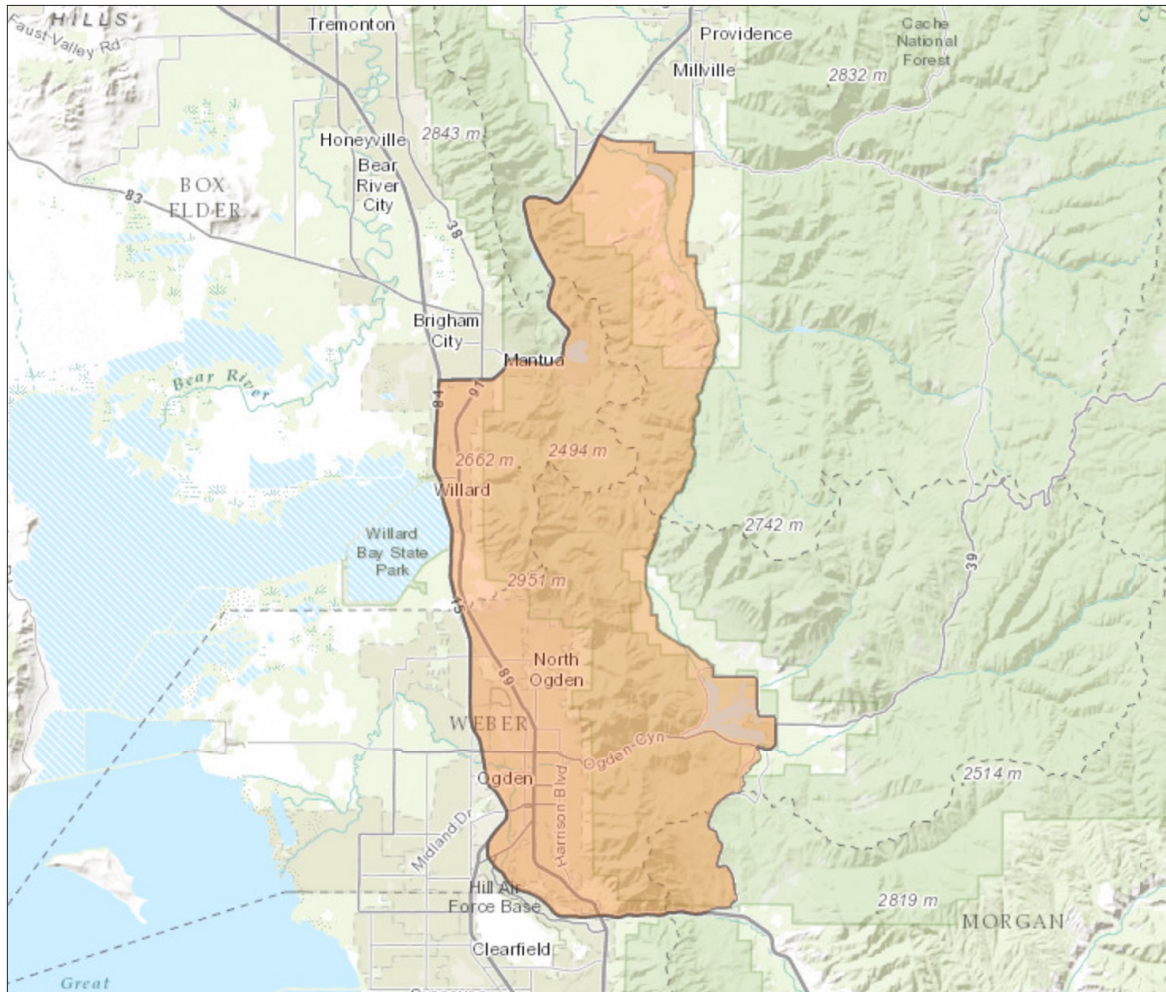 HILLS
Faust Valley Rd
Tremonton
Providence
Millville
Cache
National
Forest
2832 m
Honeyville
Bear
River
City
2843 m
BOX
ELDER
83
38
Brigham
City
Mantua
Bear River
84
91
2662 m
2494 m
Willard
2742 m
Willard
Bay State
Park
39
2951 m
15
North
Ogden
89
WEBER
Ogden-Cyn
Ogden
2514 m
Harrison Blvd
Midland Dr
Hill Air
Force Base
2819 m
MORGAN
Clearfield
Great